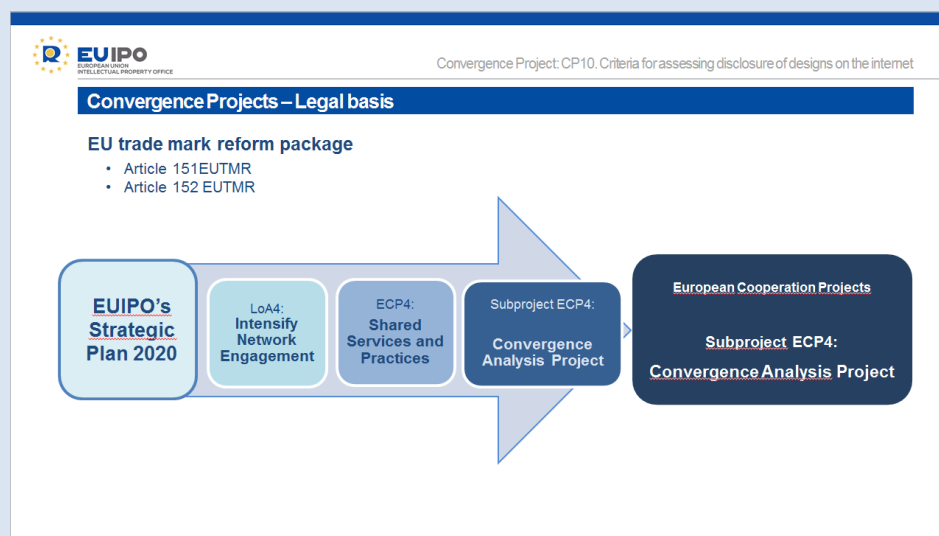 EUIPO
EUROPEAN UNION
INTELLECTUAL PROPERTY OFFICE
Convergence Project: CP10. Criteria for assessing disclosure of designs on the internet
Convergence Projects – Legal basis
EU trade mark reform package
• Article 151EUTMR
• Article 152 EUTMR
EUIPO's
Strategic
Plan 2020
LoA4:
Intensify
Network
Engagement
ECP4:
Shared
Services and
Practices
Subproject ECP4:
Convergence
Analysis Project
European Cooperation Projects
Subproject ECP4:
Convergence Analysis Project